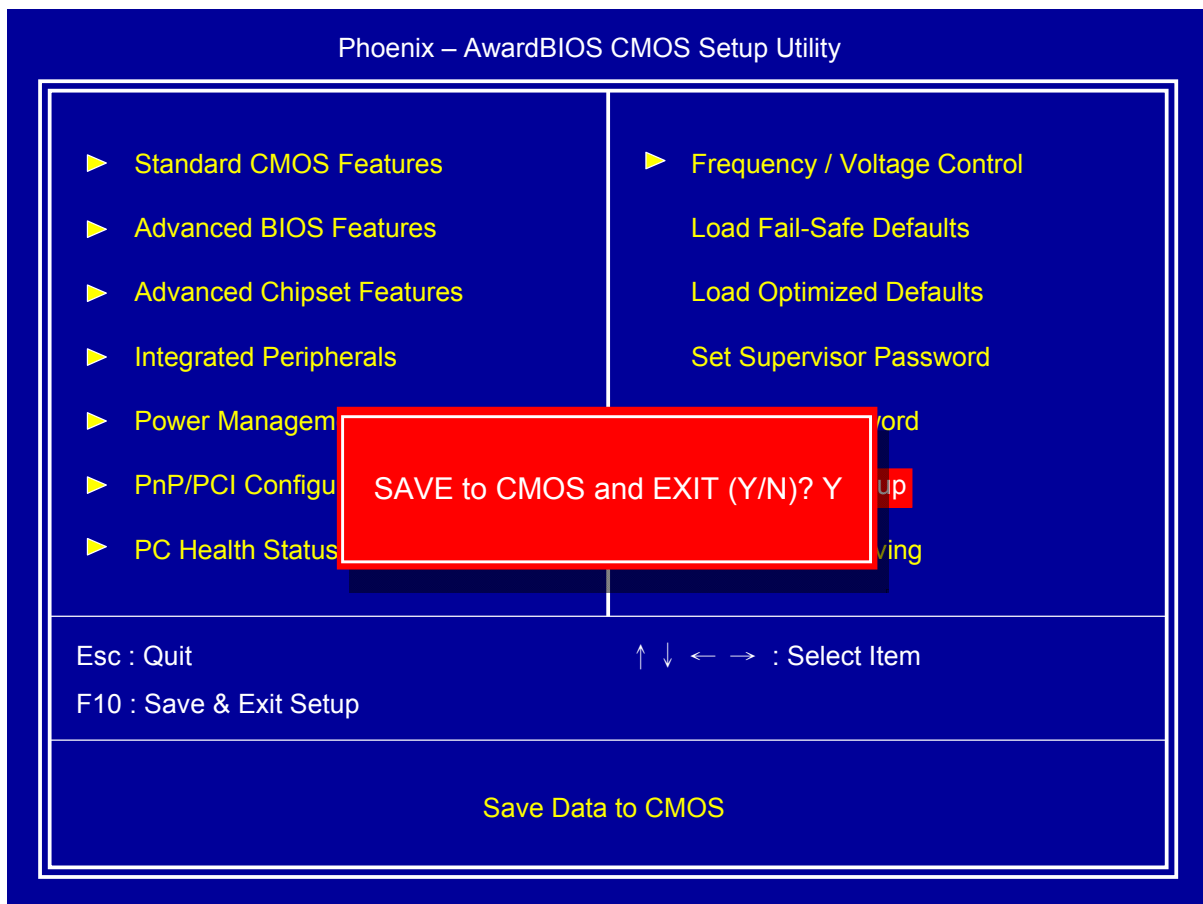 Phoenix – AwardBIOS CMOS Setup Utility
Standard CMOS Features
Advanced BIOS Features
Advanced Chipset Features
Integrated Peripherals
Power Managem
PnP/PCI Configu
PC Health Status
Frequency / Voltage Control
Load Fail-Safe Defaults
Load Optimized Defaults
Set Supervisor Password
ord
up
ving
SAVE to CMOS and EXIT (Y/N)? Y
Esc : Quit
↑ ↓ ← → : Select Item
F10 : Save & Exit Setup
Save Data to CMOS